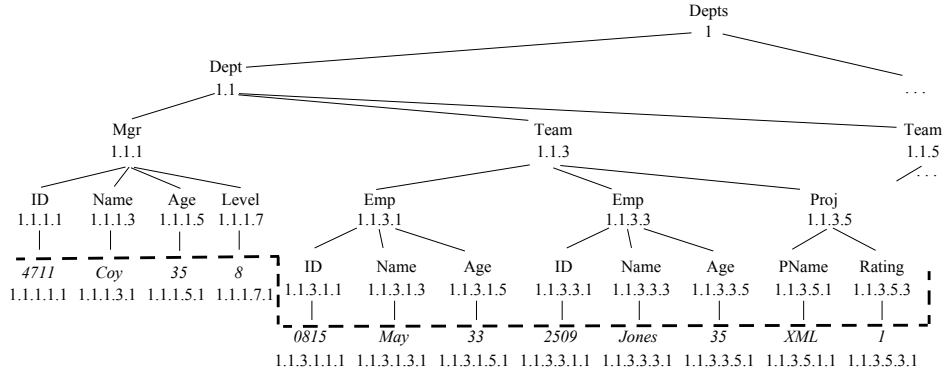 Depts
1
Dept
1.1
. . .
Mgr Team Team
1.1.1 1.1.3 1.1.5
. . .
ID Name Age Level Emp Emp Proj
1.1.1.1 1.1.1.3 1.1.1.5 1.1.1.7 1.1.3.1 1.1.3.3 1.1.3.5
4711 Coy 35 8 ID Name Age ID Name Age PName Rating
1.1.1.1.1 1.1.1.3.1 1.1.1.5.1 1.1.1.7.1 1.1.3.1.1 1.1.3.1.3 1.1.3.1.5 1.1.3.3.1 1.1.3.3.3 1.1.3.3.5 1.1.3.5.1 1.1.3.5.3
0815 May 33 2509 Jones 35 XML 1
1.1.3.1.1.1 1.1.3.1.3.1 1.1.3.1.5.1 1.1.3.3.1.1 1.1.3.3.3.1 1.1.3.3.5.1 1.1.3.5.1.1 1.1.3.5.3.1